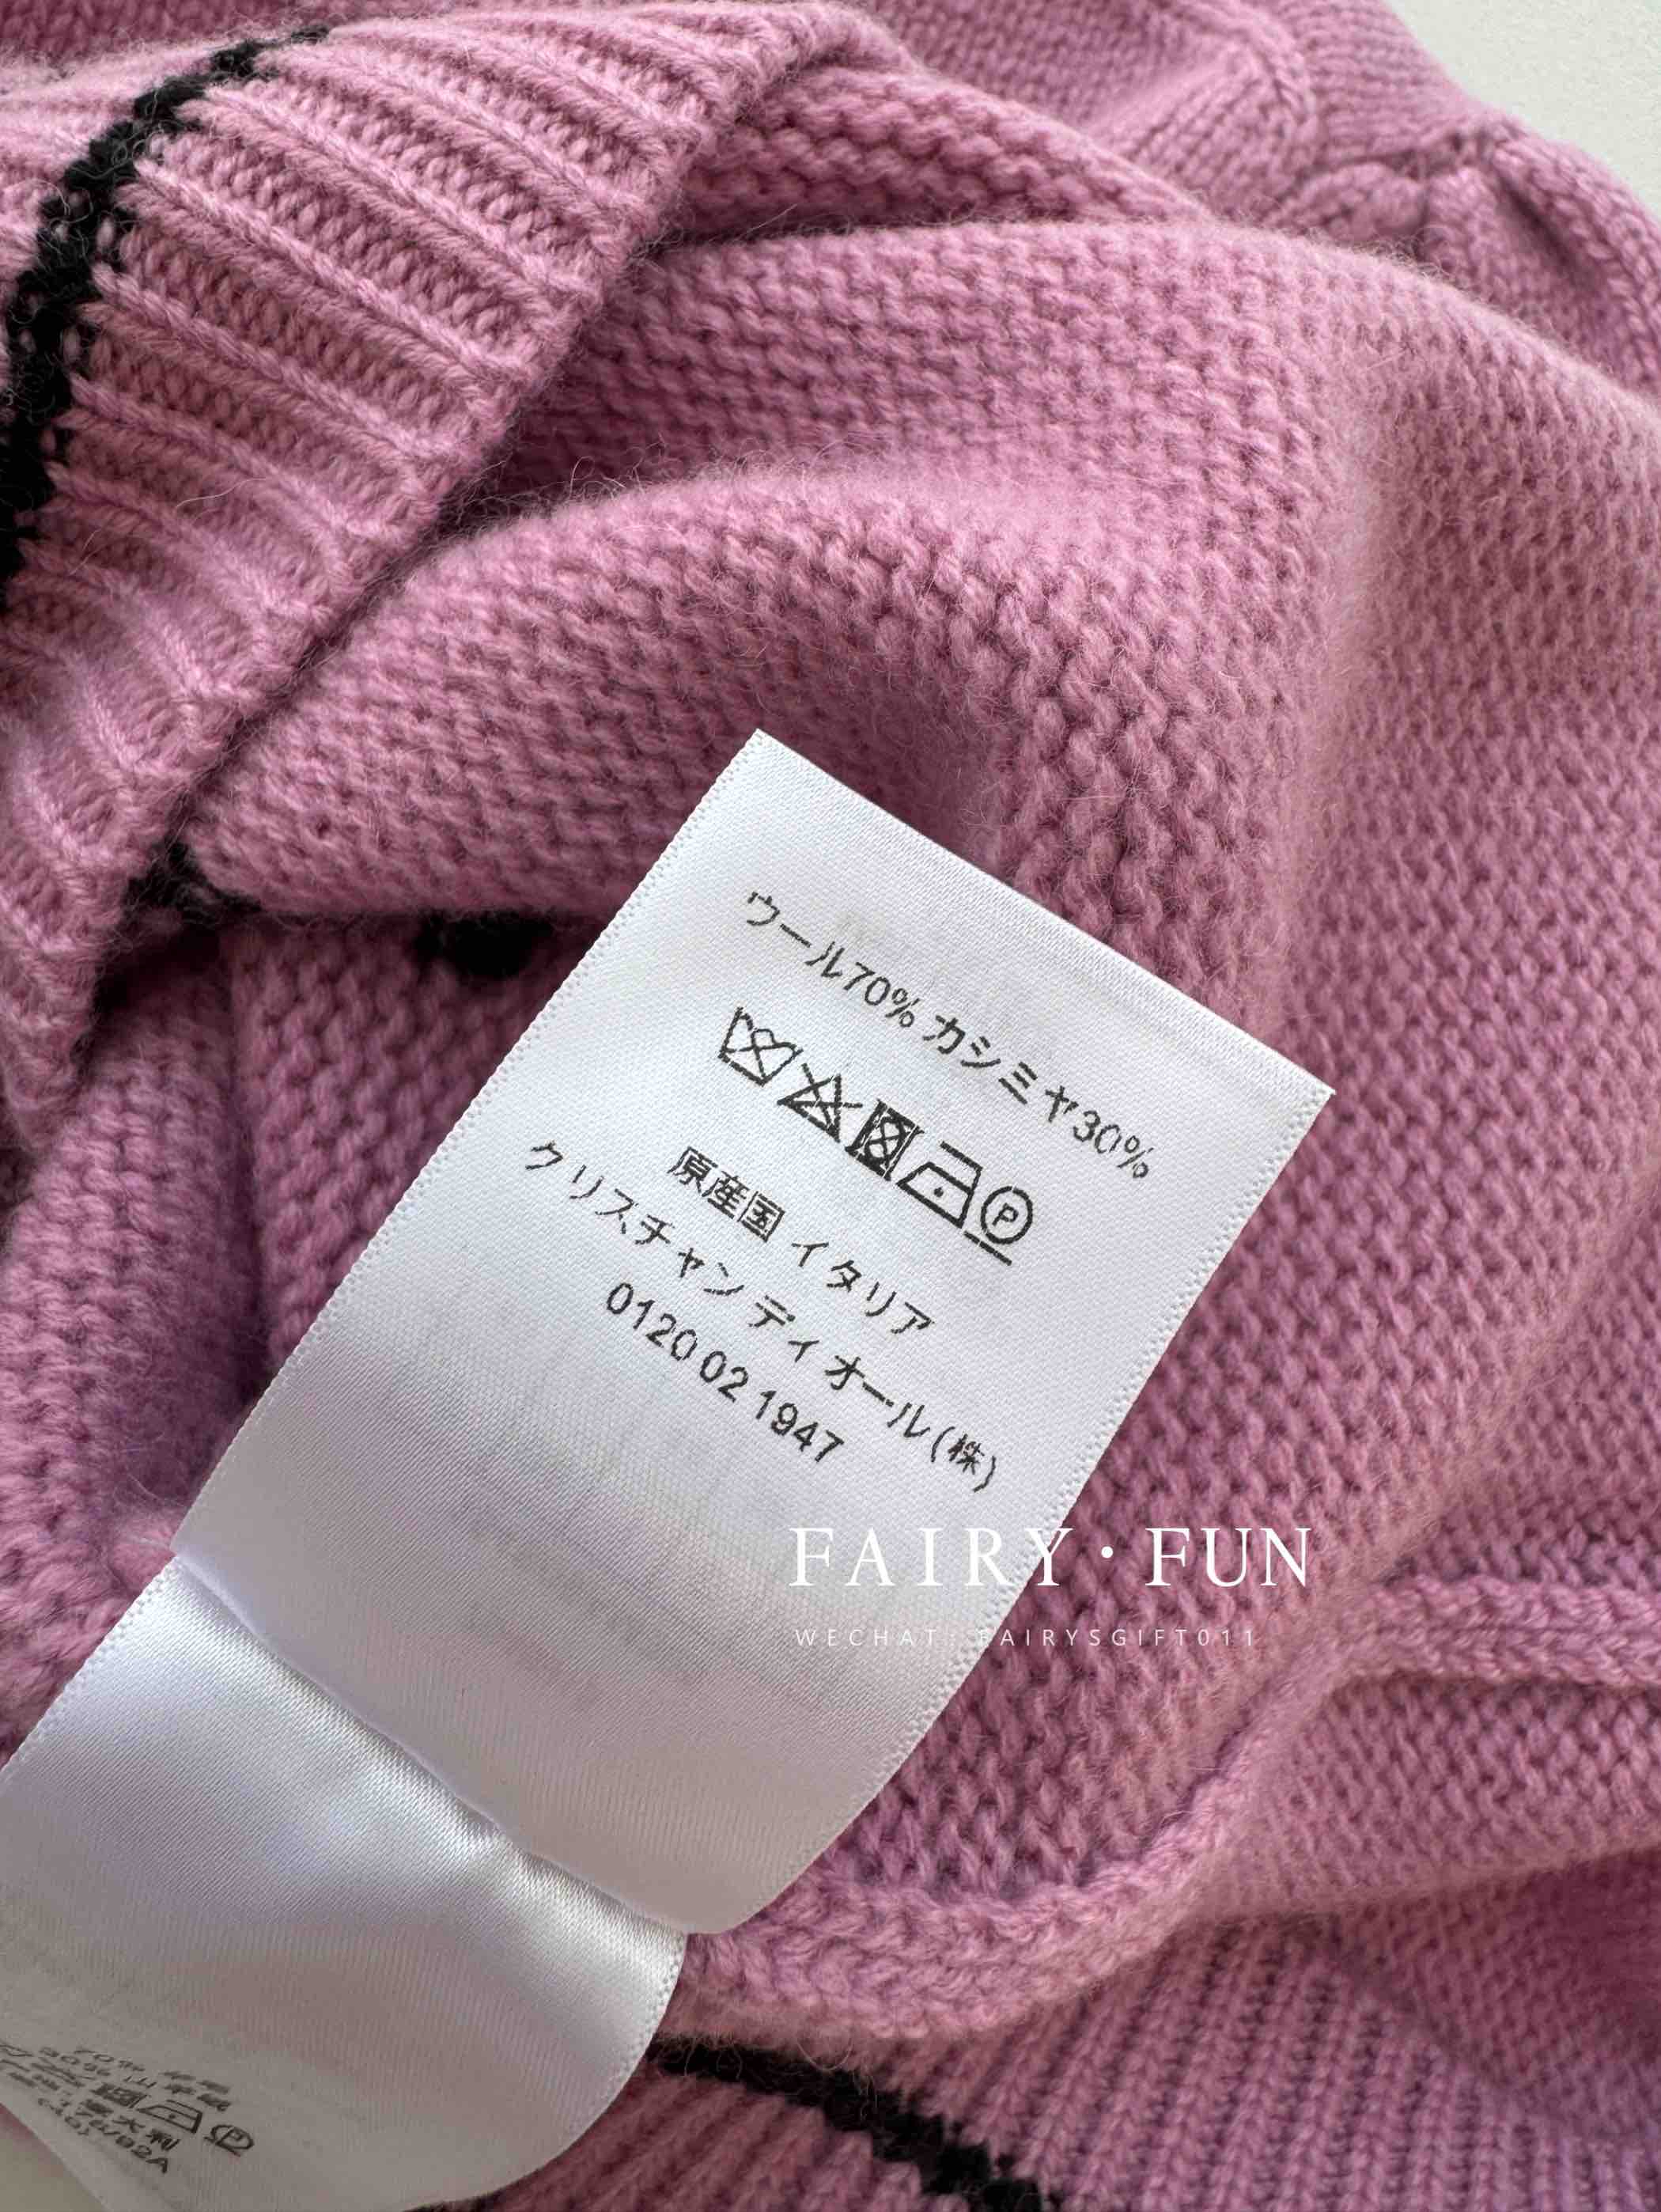 ウール70% カシミヤ30%
原産国 イタリア
クリスチャン ディオール(株)
0120 02 1947
FAIRY·FUN
WECHAT: FAIRYSGIFT011